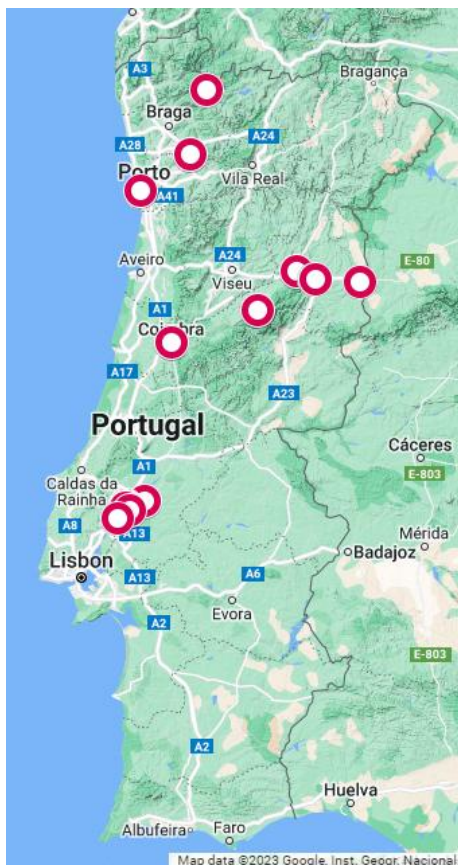 A3
Bragança
Braga
A28
A24
Porto
Vila Real
A41
Aveiro
A24
E-80
Viseu
A1
Coimbra
A17
A23
Portugal
A1
Cáceres
Caldas da
Rainha
E-803
A8
A13
Mérida
Lisbon
Badajoz
A13
A6
Evora
A2
E-803
A2
Huelva
Albufeira
Faro
Map data ©2023 Google, Inst. Geogr. Nacional